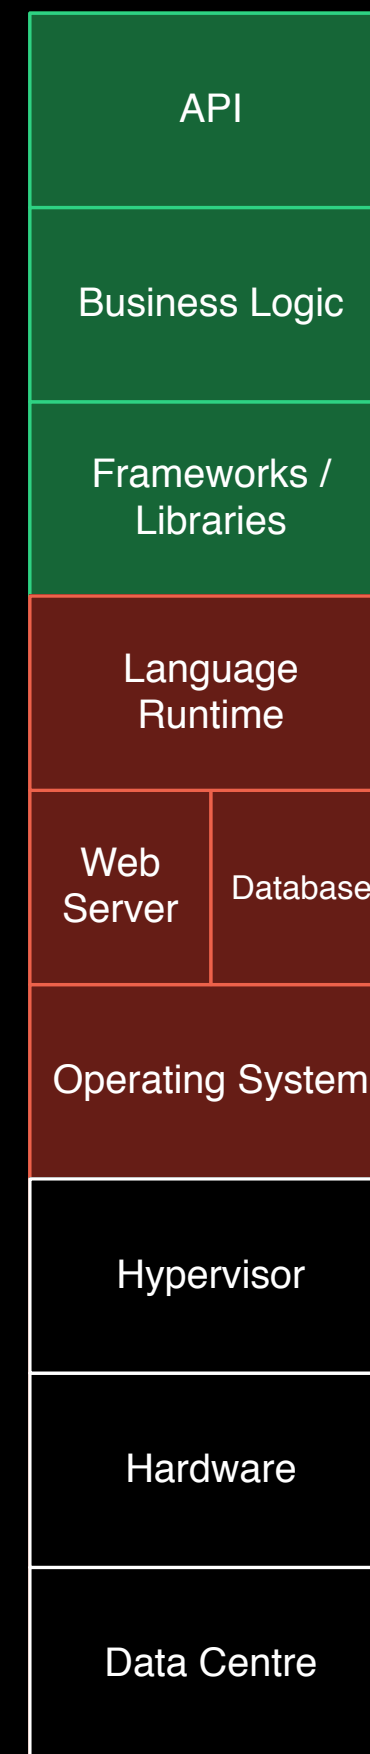 API
Business Logic
Frameworks /
Libraries
Language
Runtime
Web
Server
Database
Operating System
Hypervisor
Hardware
Data Centre